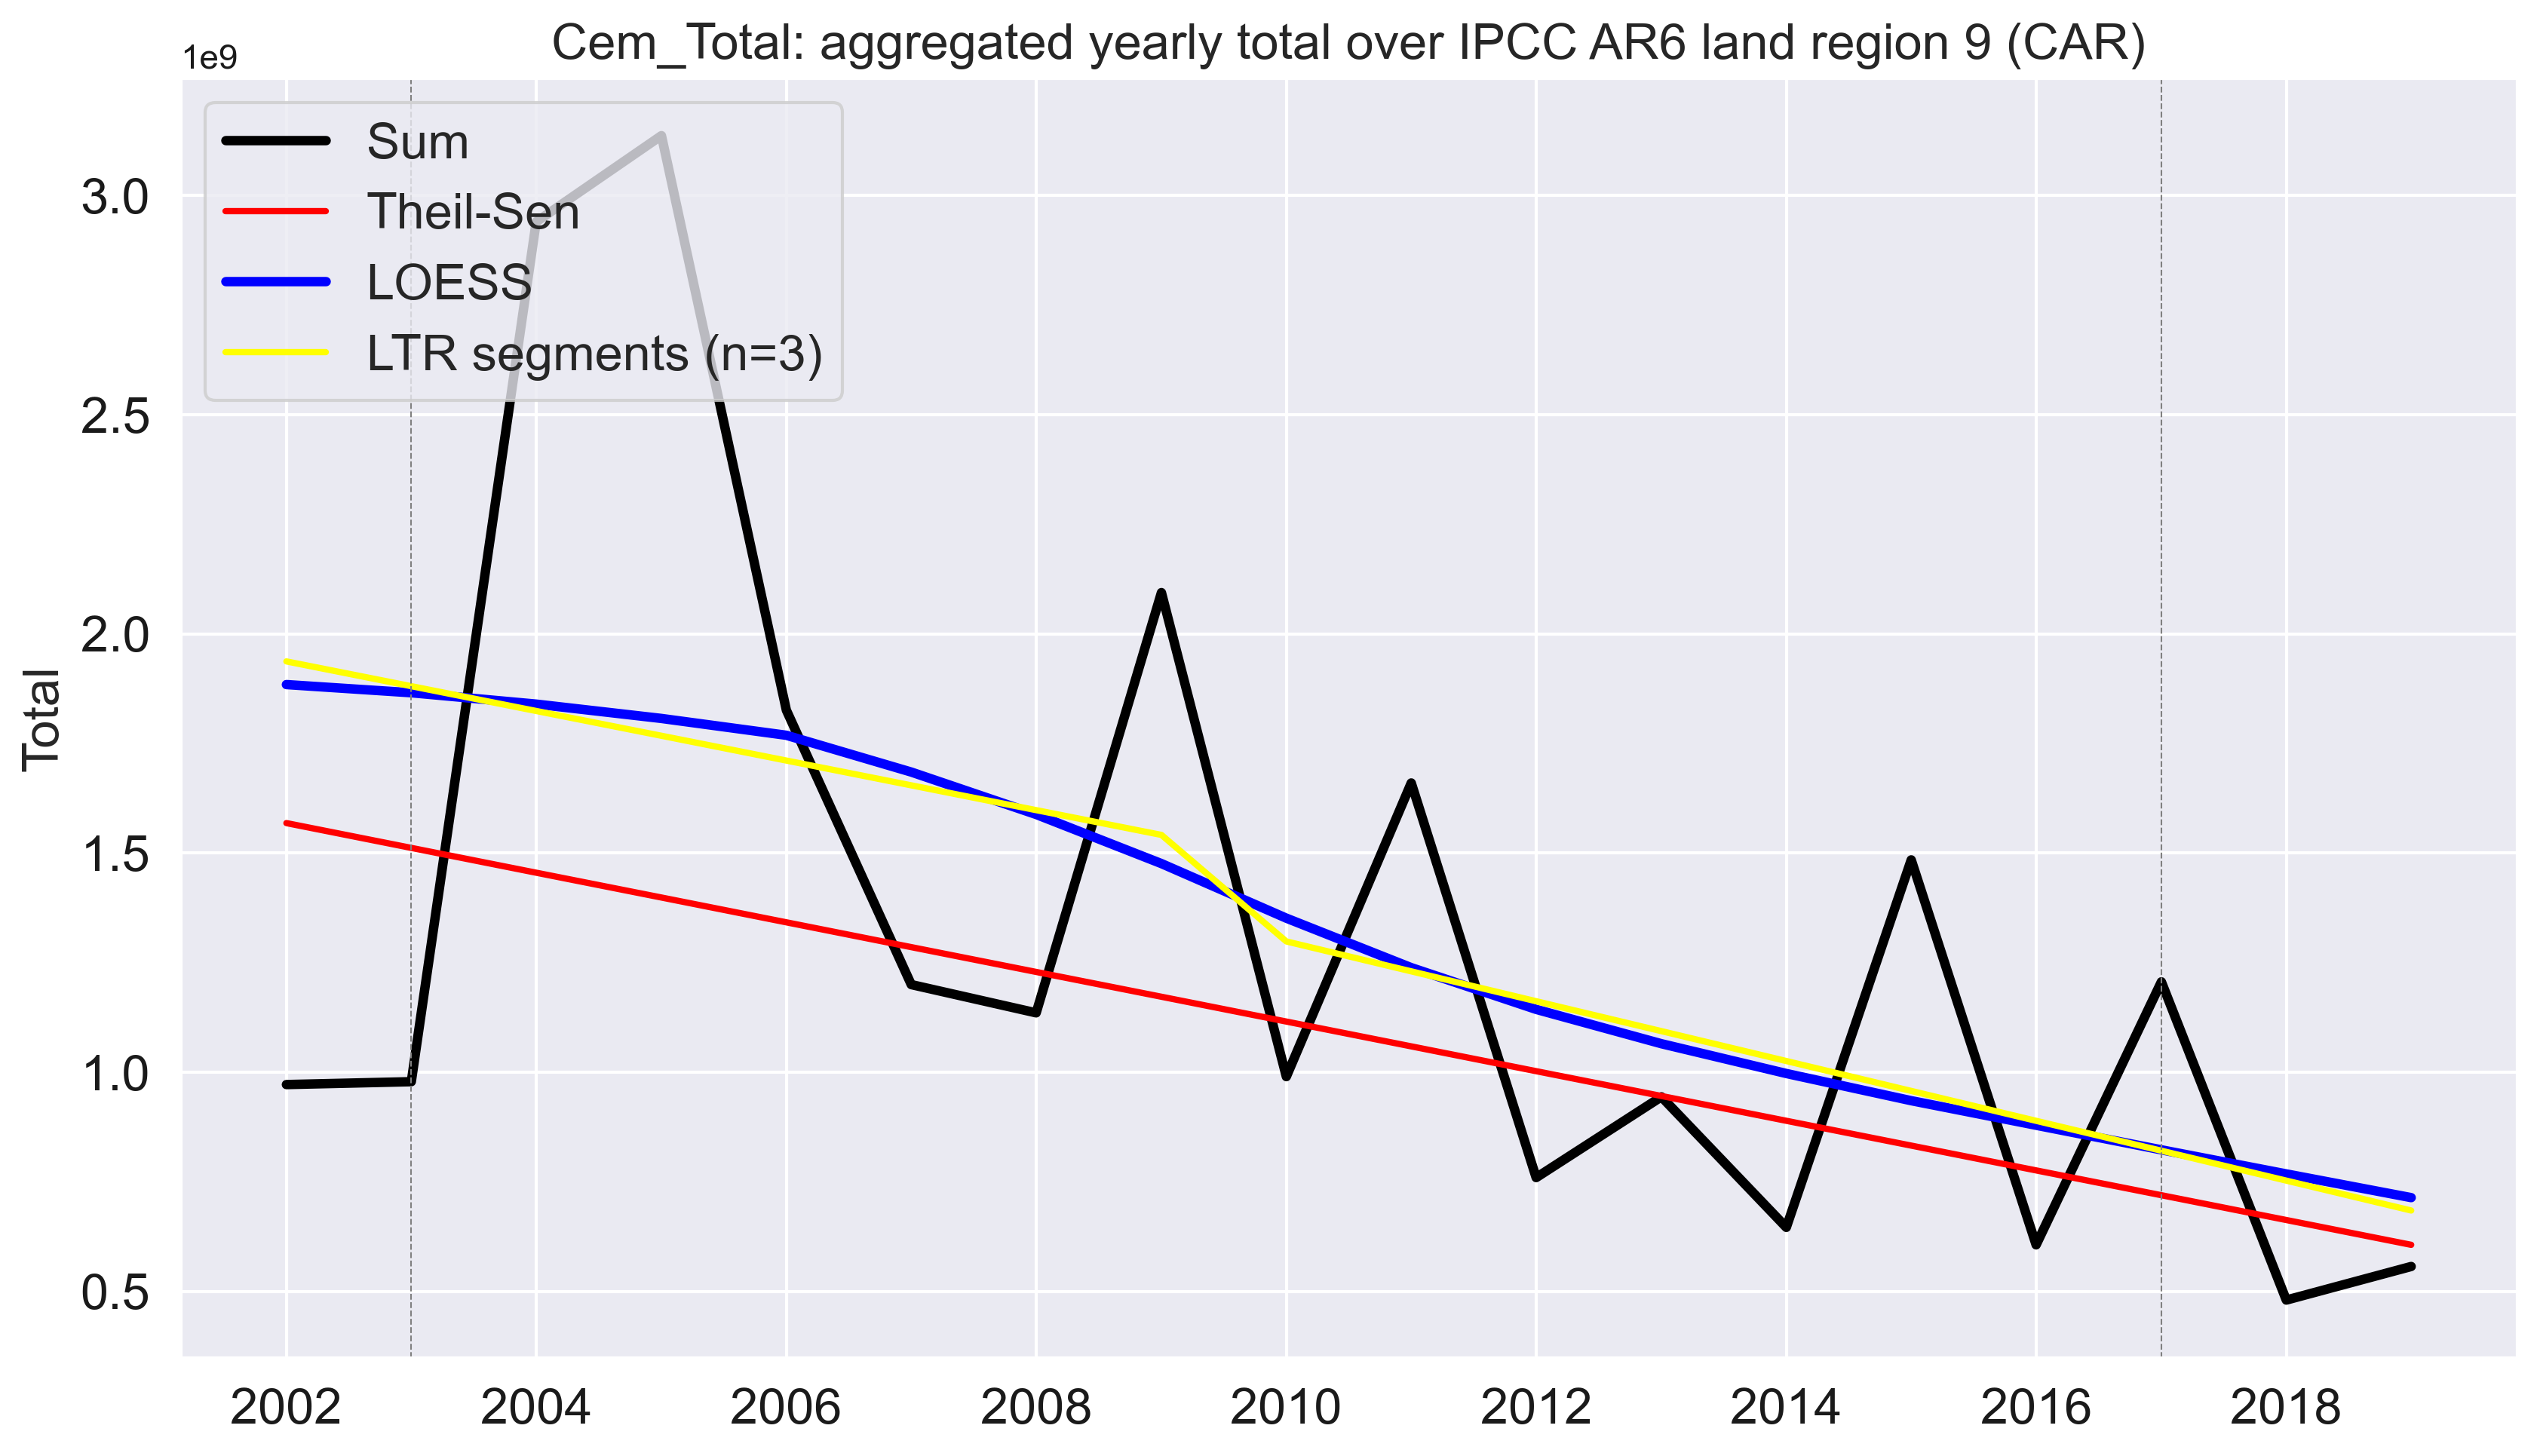 Cem_Total: aggregated yearly total over IPCC AR6 land region 9 (CAR)
1e9
Sum
Theil-Sen
LOESS
LTR segments (n=3)
3.0
2.5
2.0
1.5
1.0
0.5
Total
2002 2004 2006 2008 2010 2012 2014 2016 2018